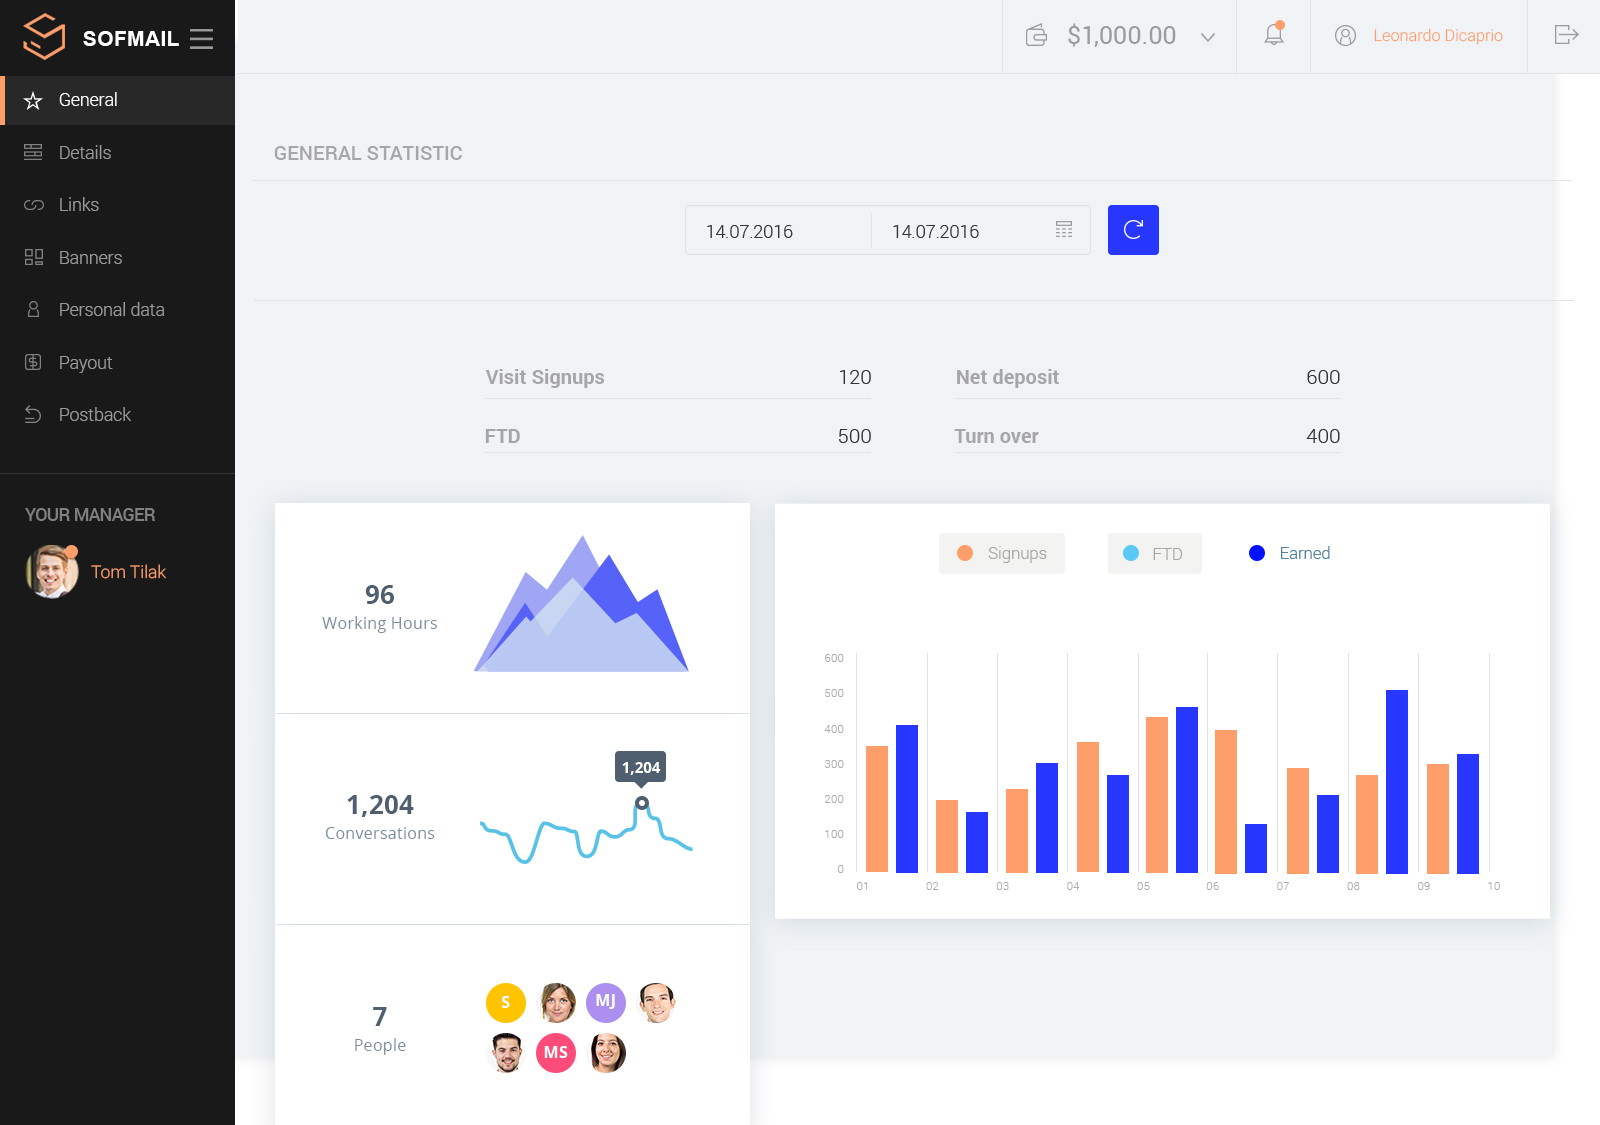 SOFMAIL
$1,000.00
Leonardo Dicaprio
General
Details
Links
Banners
Personal data
Payout
Postback
YOUR MANAGER
Tom Tilak
GENERAL STATISTIC
14.07.2016 14.07.2016
Visit Signups 120
Net deposit 600
FTD 500
Turn over 400
96
Working Hours
1,204
Conversations
1,204
7
People
S
MJ
MS
Signups FTD Earned
600
500
400
300
200
100
0
01 02 03 04 05 06 07 08 09 10